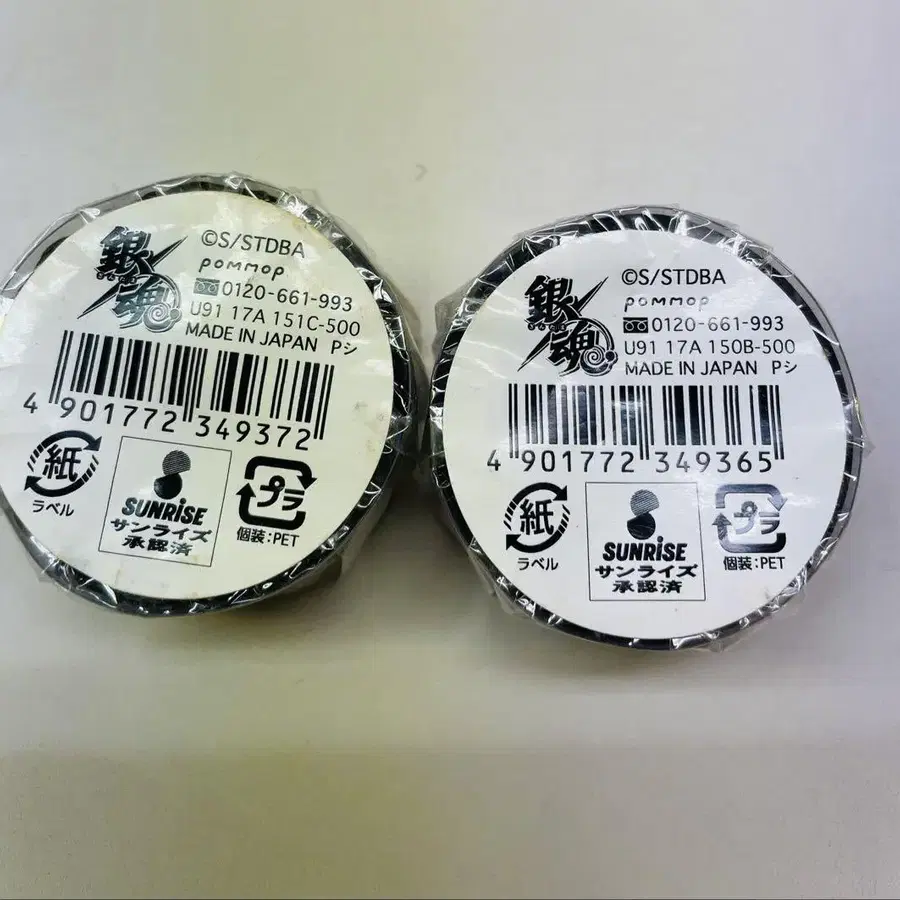 銀魂
©S/STDBA
pommop
0120-661-993
U91 17A 151C-500
MADE IN JAPAN Pシ
4 901772 349372
紙
ラベル
SUNRiSE
サンライズ
承認済
プラ
個装:PET
銀魂
©S/STDBA
pommop
0120-661-993
U91 17A 150B-500
MADE IN JAPAN Pシ
4 901772 349365
紙
ラベル
SUNRiSE
サンライズ
承認済
プラ
個装:PET